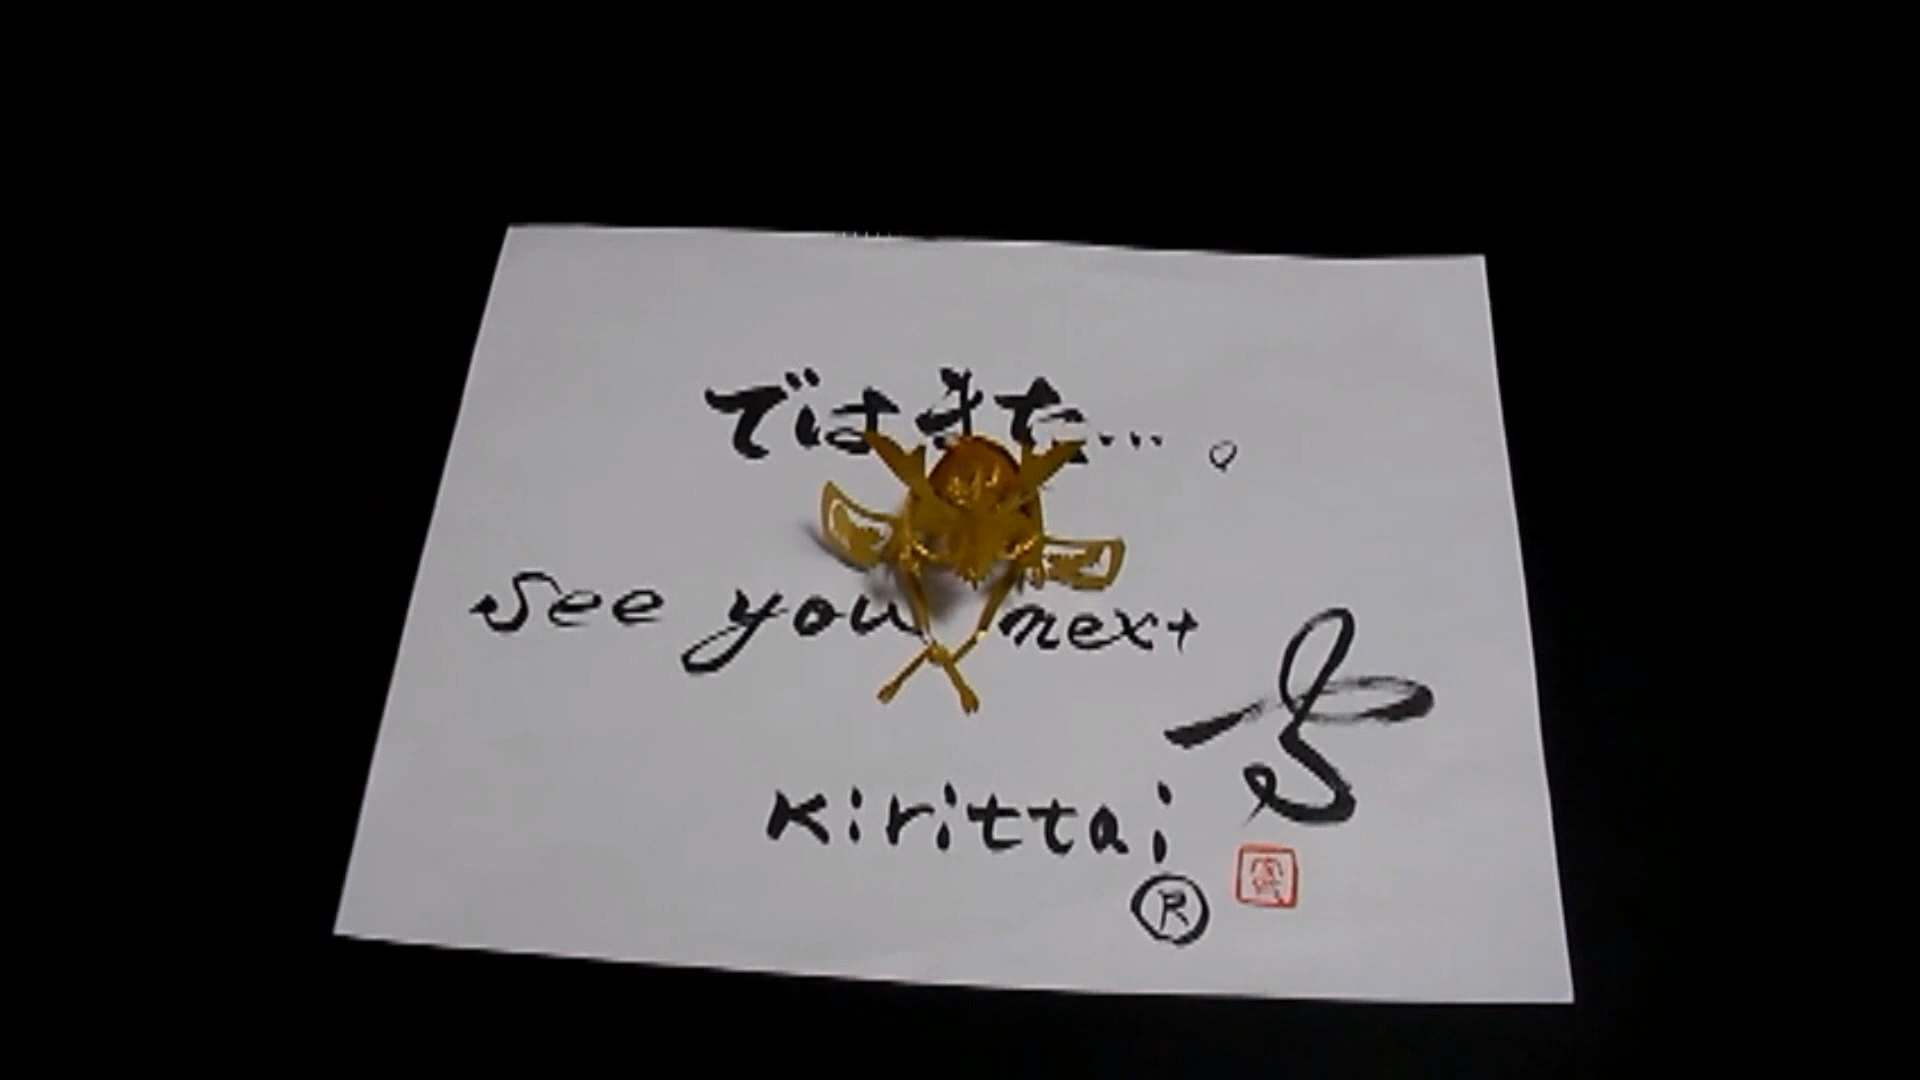 ではまた...。
see you next
kirittai
®